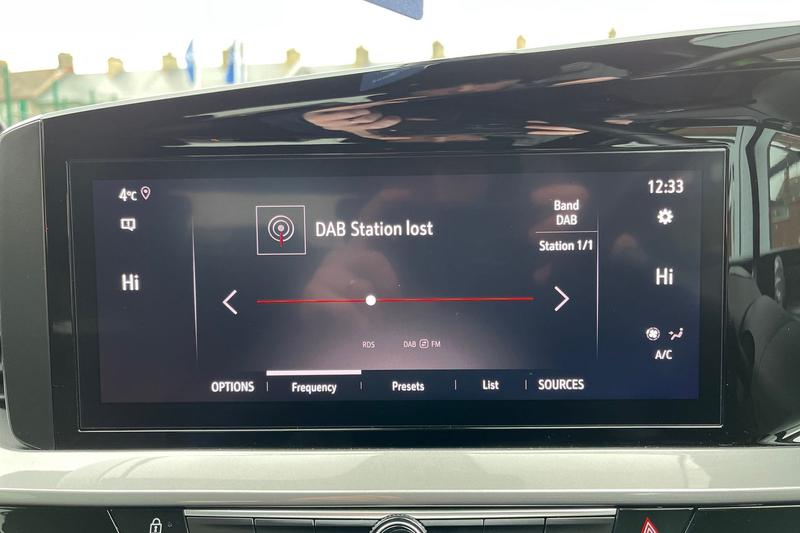 4°C
12:33
DAB Station lost
Band
DAB
Station 1/1
Hi
Hi
RDS
DAB FM
A/C
OPTIONS
Frequency
Presets
List
SOURCES